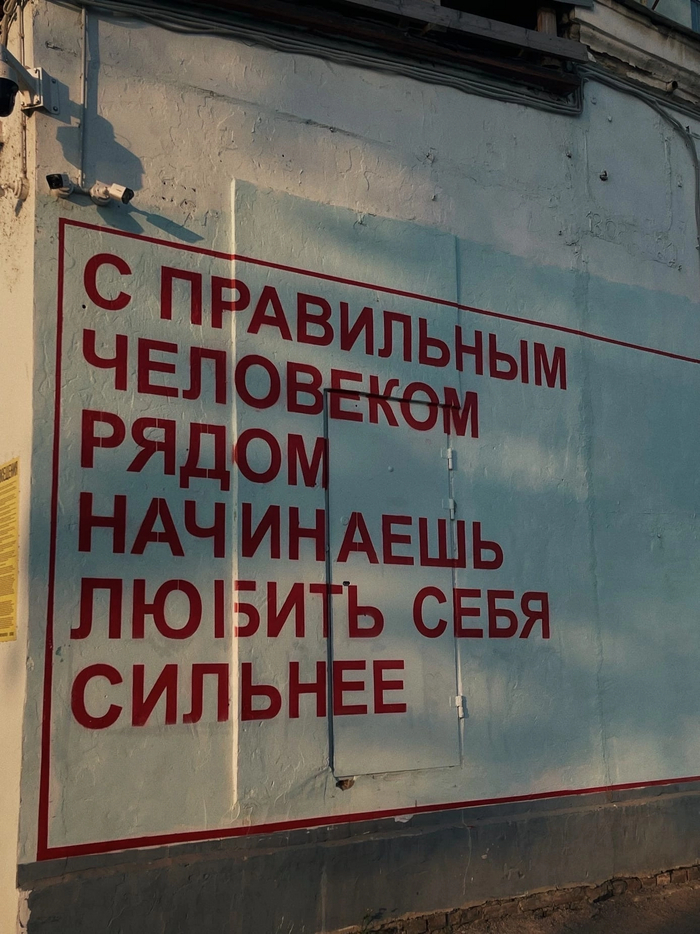 С ПРАВИЛЬНЫМ
ЧЕЛОВЕКОМ
РЯДОМ
НАЧИНАЕШЬ
ЛЮБИТЬ СЕБЯ
СИЛЬНЕЕ